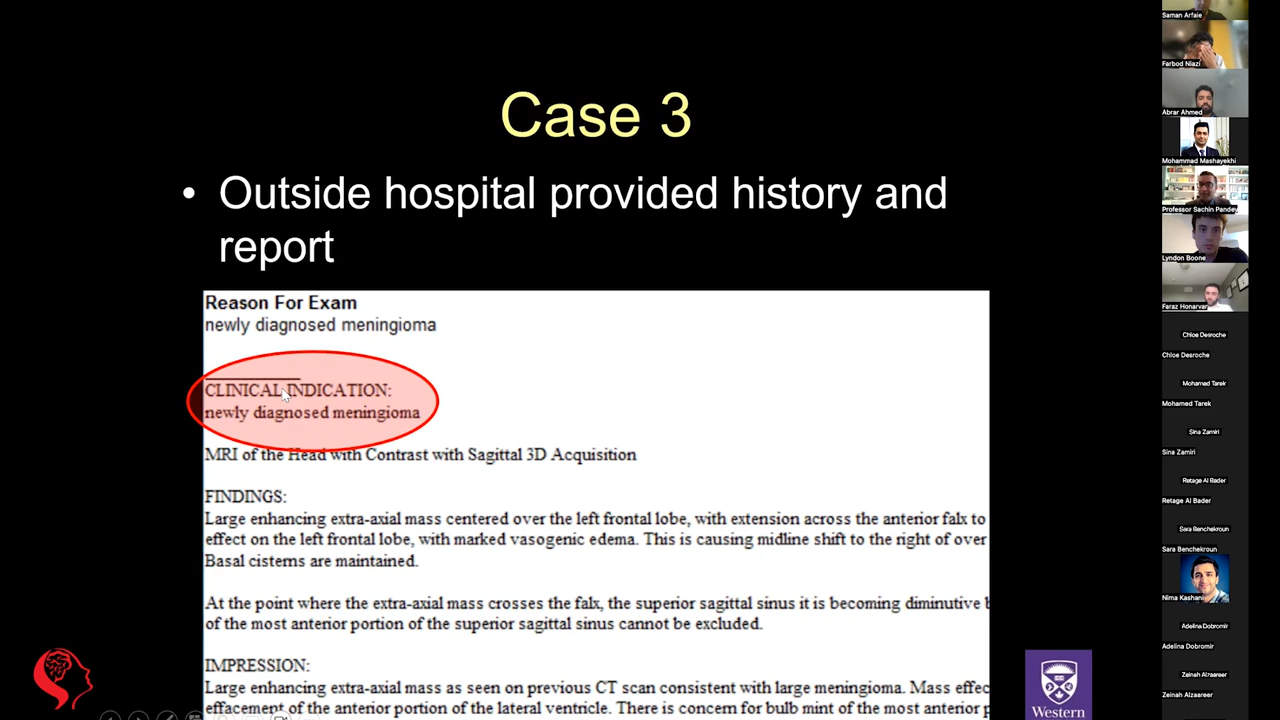 Case 3
• Outside hospital provided history and
report
Reason For Exam
newly diagnosed meningioma
CLINICAL INDICATION:
newly diagnosed meningioma
MRI of the Head with Contrast with Sagittal 3D Acquisition
FINDINGS:
Large enhancing extra-axial mass centered over the left frontal lobe, with extension across the anterior falx to
effect on the left frontal lobe, with marked vasogenic edema. This is causing midline shift to the right of over
Basal cisterns are maintained.
At the point where the extra-axial mass crosses the falx, the superior sagittal sinus it is becoming diminutive
of the most anterior portion of the superior sagittal sinus cannot be excluded.
IMPRESSION:
Large enhancing extra-axial mass as seen on previous CT scan consistent with large meningioma. Mass effec
effacement of the anterior portion of the lateral ventricle. There is concern for bulb mint of the most anterior p
Western
Saman Arfaie
Farbod Niazi
Abrar Ahmed
Mohammad Mashayekhi
Professor Sachin Pandey
Lyndon Boone
Faraz Honarvar
Chloe Desroche
Chloe Desroche
Mohamed Tarek
Mohamed Tarek
Sina Zamiri
Sina Zamiri
Retage Al Bader
Retage Al Bader
Sara Benchekroun
Sara Benchekroun
Nima Kashani
Adelina Dobromir
Adelina Dobromir
Zeinah Alzaareer
Zeinah Alzaareer